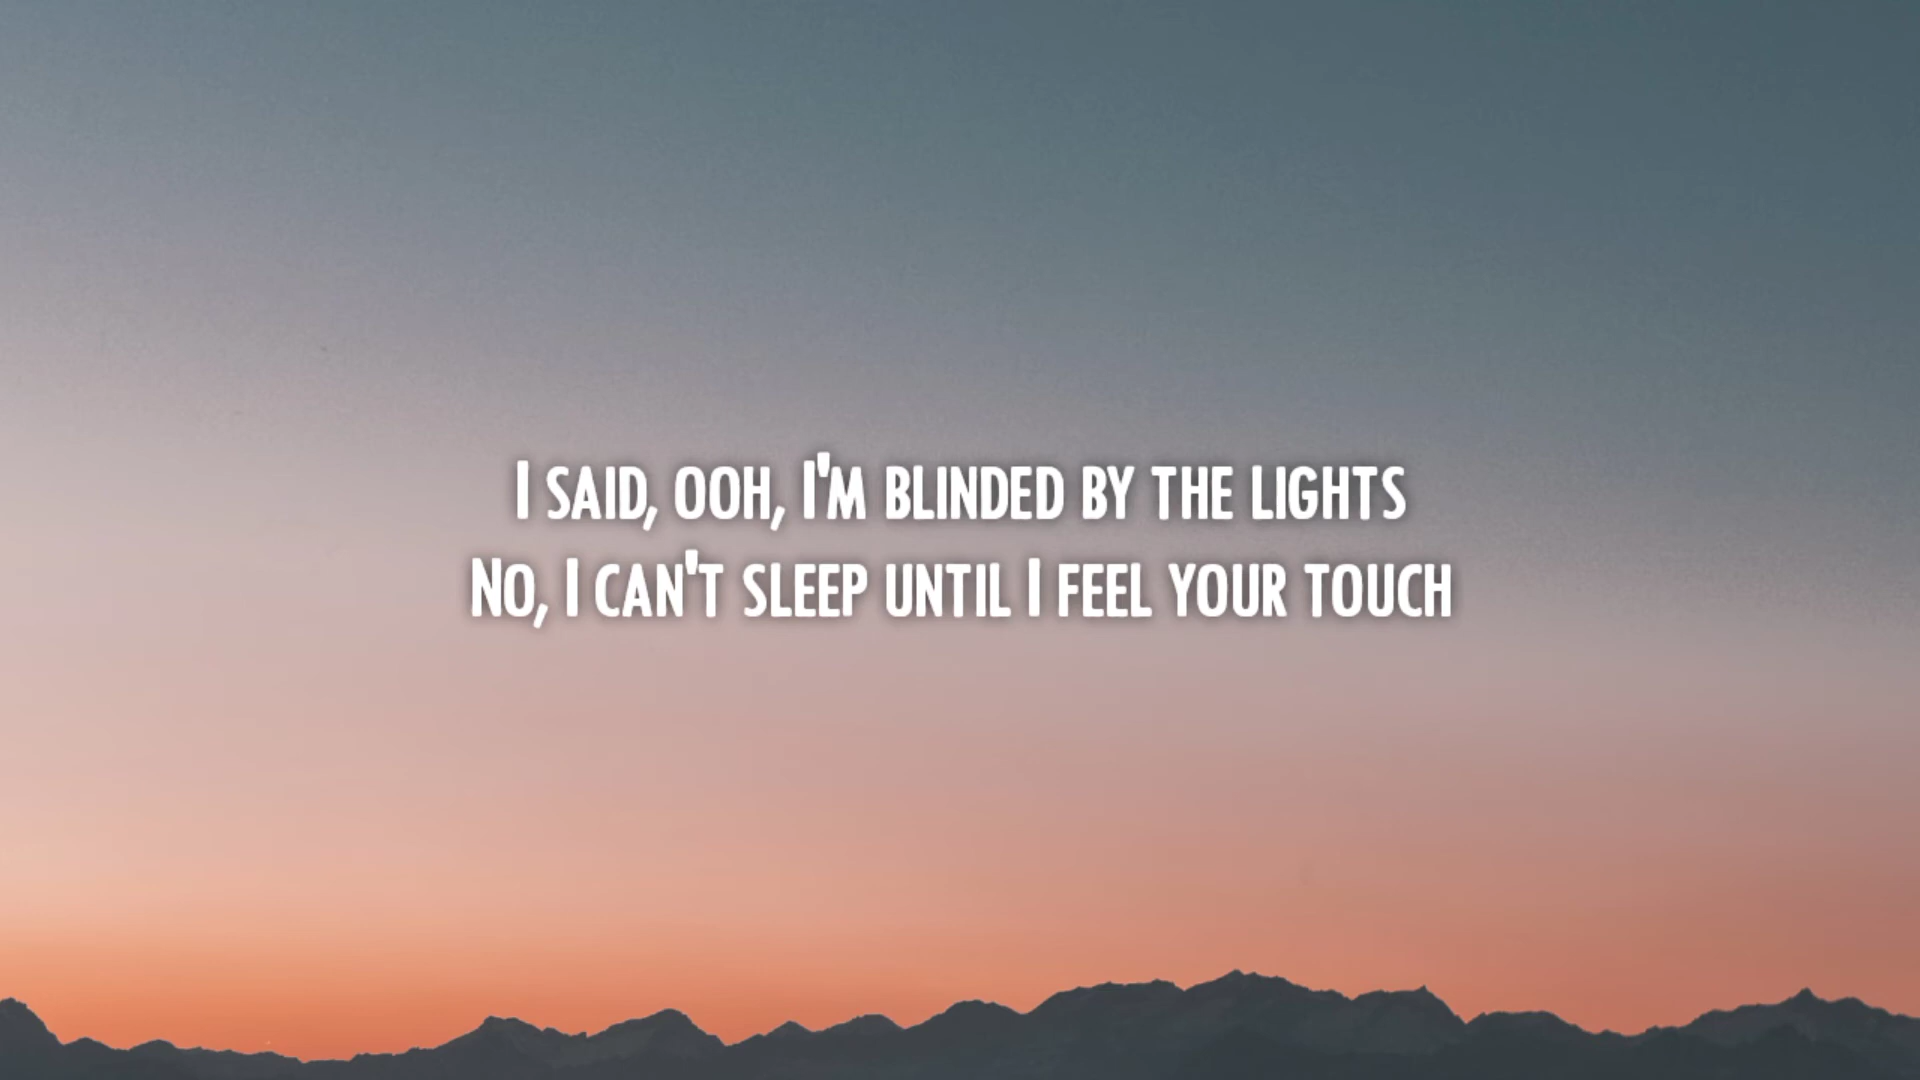 I SAID, OOH, I'M BLINDED BY THE LIGHTS
NO, I CAN'T SLEEP UNTIL I FEEL YOUR TOUCH